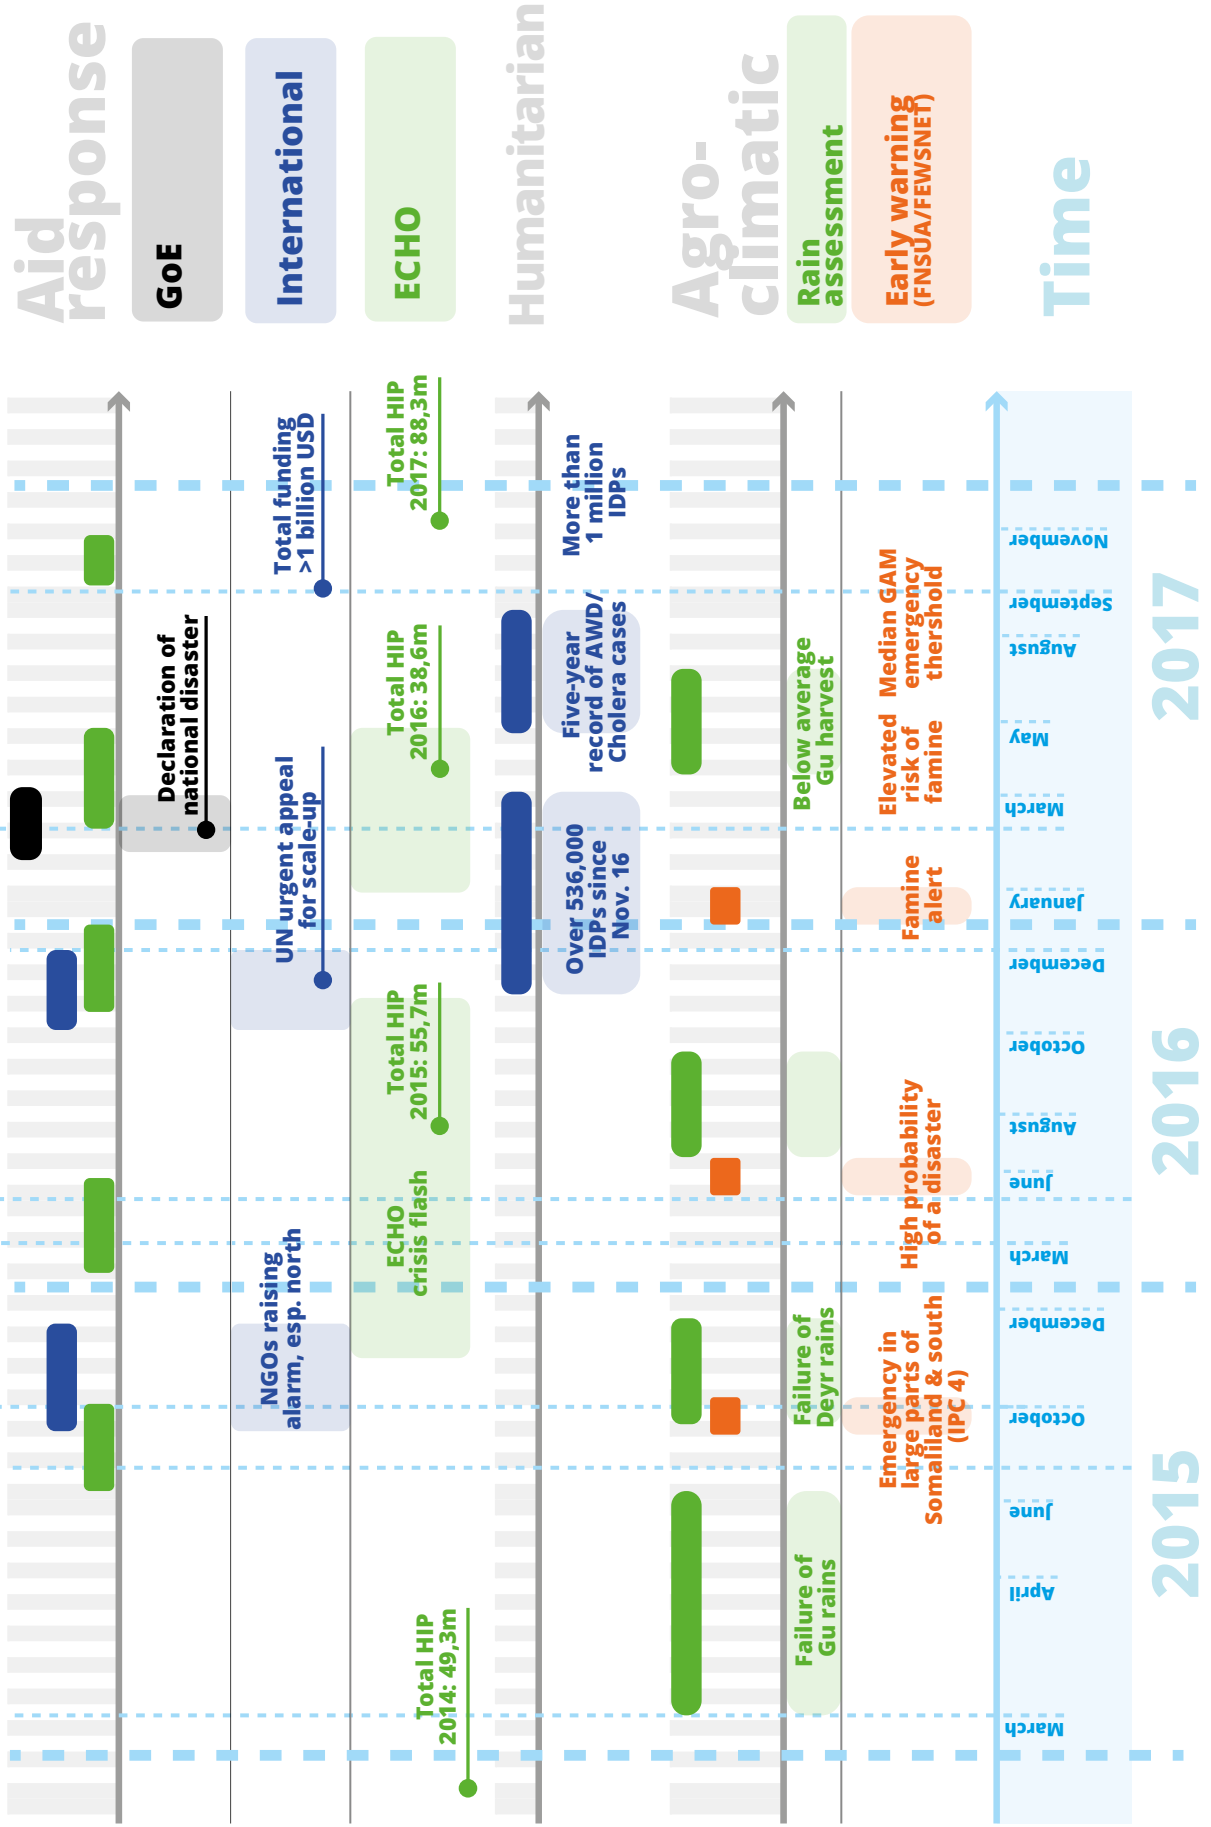 Aid
response
GoE
International
ECHO
Humanitarian
Agro-
climatic
Rain
assessment
Early warning
(FNSUA/FEWSNET)
Time
Declaration of
national disaster
NGOs raising
alarm, esp. north
UN urgent appeal
for scale-up
Total funding
>1 billion USD
Total HIP
2014: 49,3m
ECHO
crisis flash
Total HIP
2015: 55,7m
Total HIP
2016: 38,6m
Total HIP
2017: 88,3m
Over 536,000
IDPs since
Nov. 16
Five-year
record of AWD/
Cholera cases
More than
1 million
IDPs
Failure of
Gu rains
Failure of
Deyr rains
Below average
Gu harvest
Emergency in
large parts of
Somaliland & south
(IPC 4)
High probability
of a disaster
Famine
alert
Elevated
risk of
famine
Median GAM
emergency
thershold
March
April
June
October
December
March
June
August
October
December
January
March
May
August
September
November
2015
2016
2017